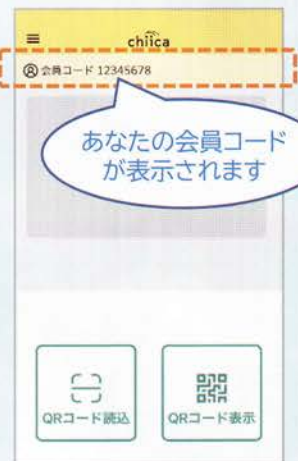 chiica
会員コード 12345678
あなたの会員コード
が表示されます
QRコード読込
QRコード表示